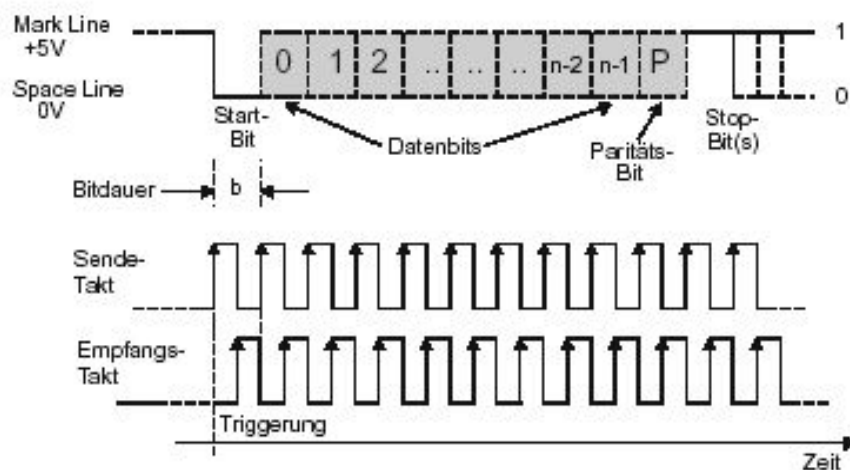 Mark Line
+5V
1
0 1 2 .. .. .. n-2 n-1 P
Space Line
0V
0
Start-
Bit
Datenbits
Paritäts-
Bit
Stop-
Bit(s)
Bitdauer
b
Sende-
Takt
Empfangs-
Takt
Triggerung
Zeit